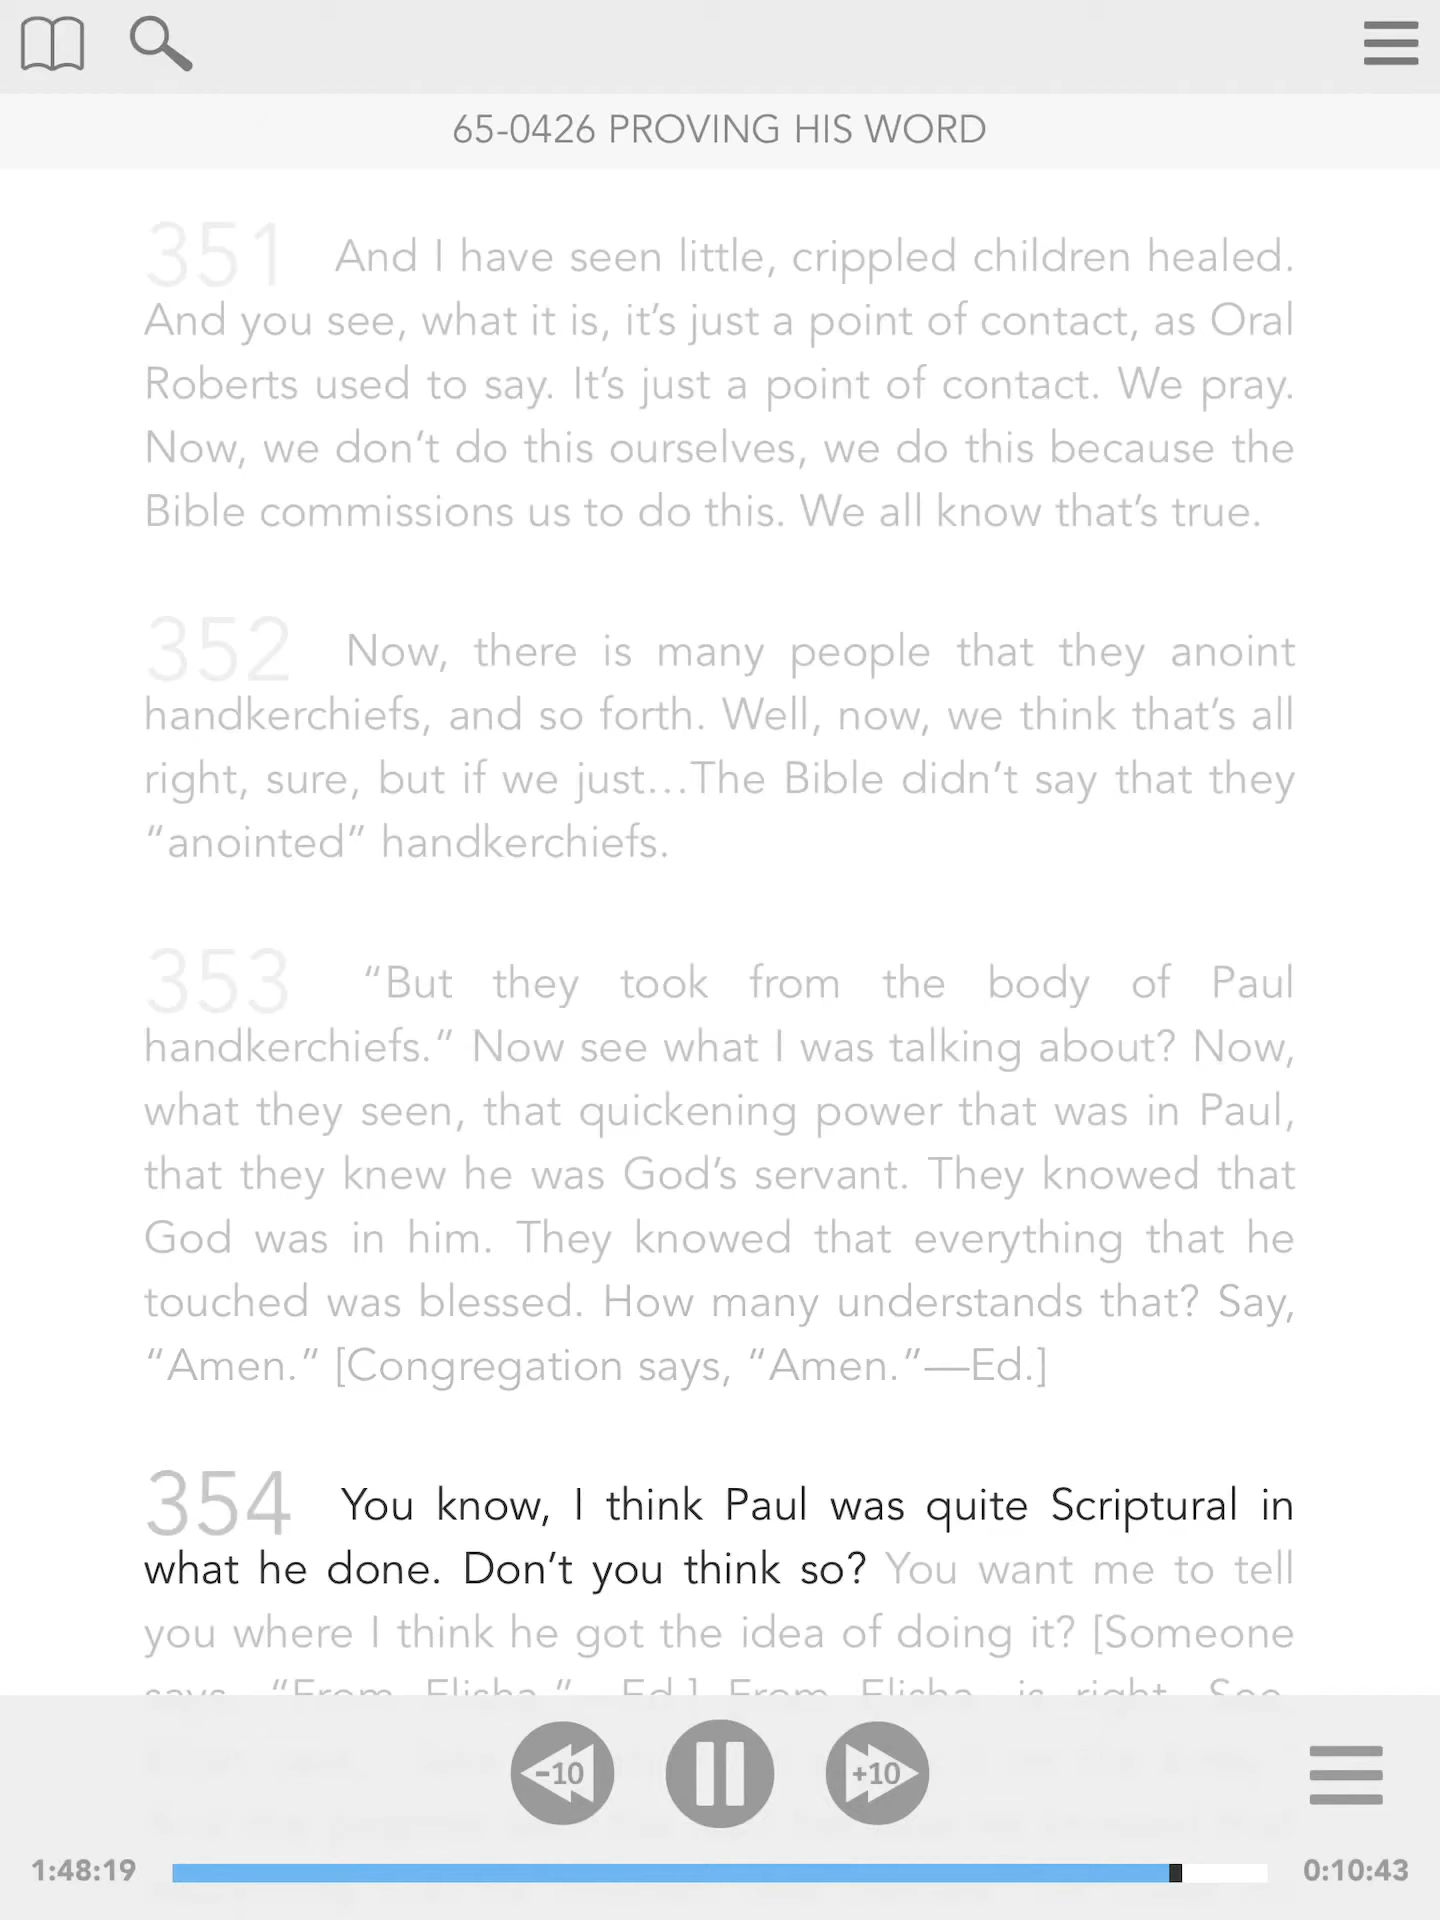 65-0426 PROVING HIS WORD
351 And I have seen little, crippled children healed.
And you see, what it is, it’s just a point of contact, as Oral
Roberts used to say. It’s just a point of contact. We pray.
Now, we don’t do this ourselves, we do this because the
Bible commissions us to do this. We all know that’s true.
352 Now, there is many people that they anoint
handkerchiefs, and so forth. Well, now, we think that’s all
right, sure, but if we just…The Bible didn’t say that they
“anointed” handkerchiefs.
353 “But they took from the body of Paul
handkerchiefs.” Now see what I was talking about? Now,
what they seen, that quickening power that was in Paul,
that they knew he was God’s servant. They knowed that
God was in him. They knowed that everything that he
touched was blessed. How many understands that? Say,
“Amen.” [Congregation says, “Amen.”—Ed.]
354 You know, I think Paul was quite Scriptural in
what he done. Don’t you think so? You want me to tell
you where I think he got the idea of doing it? [Someone
says, “From Elisha.”—Ed.] From Elisha, is right. See,
-10 +10
1:48:19 0:10:43